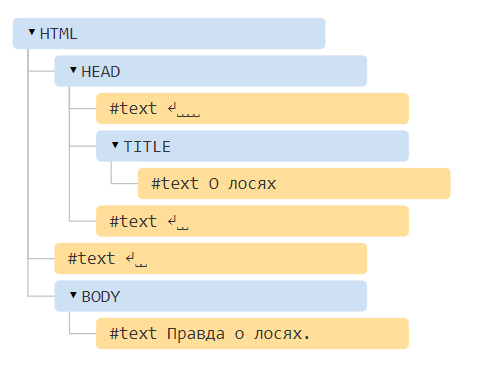 ▾ HTML
▾ HEAD
#text ↵␣␣␣␣
▾ TITLE
#text О лосях
#text ↵␣␣
#text ↵␣␣
▾ BODY
#text Правда о лосях.